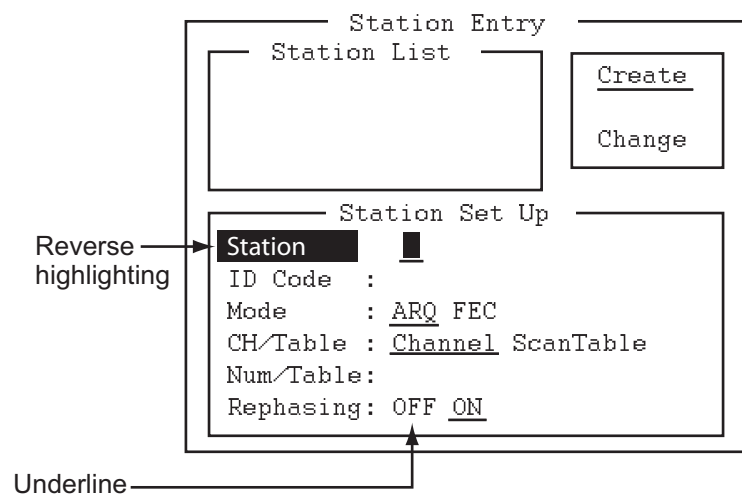 Station Entry
Station List
Create
Change
Station Set Up
Station
ID Code :
Mode : ARQ FEC
CH/Table : Channel ScanTable
Num/Table:
Rephasing: OFF ON
Reverse
highlighting
Underline